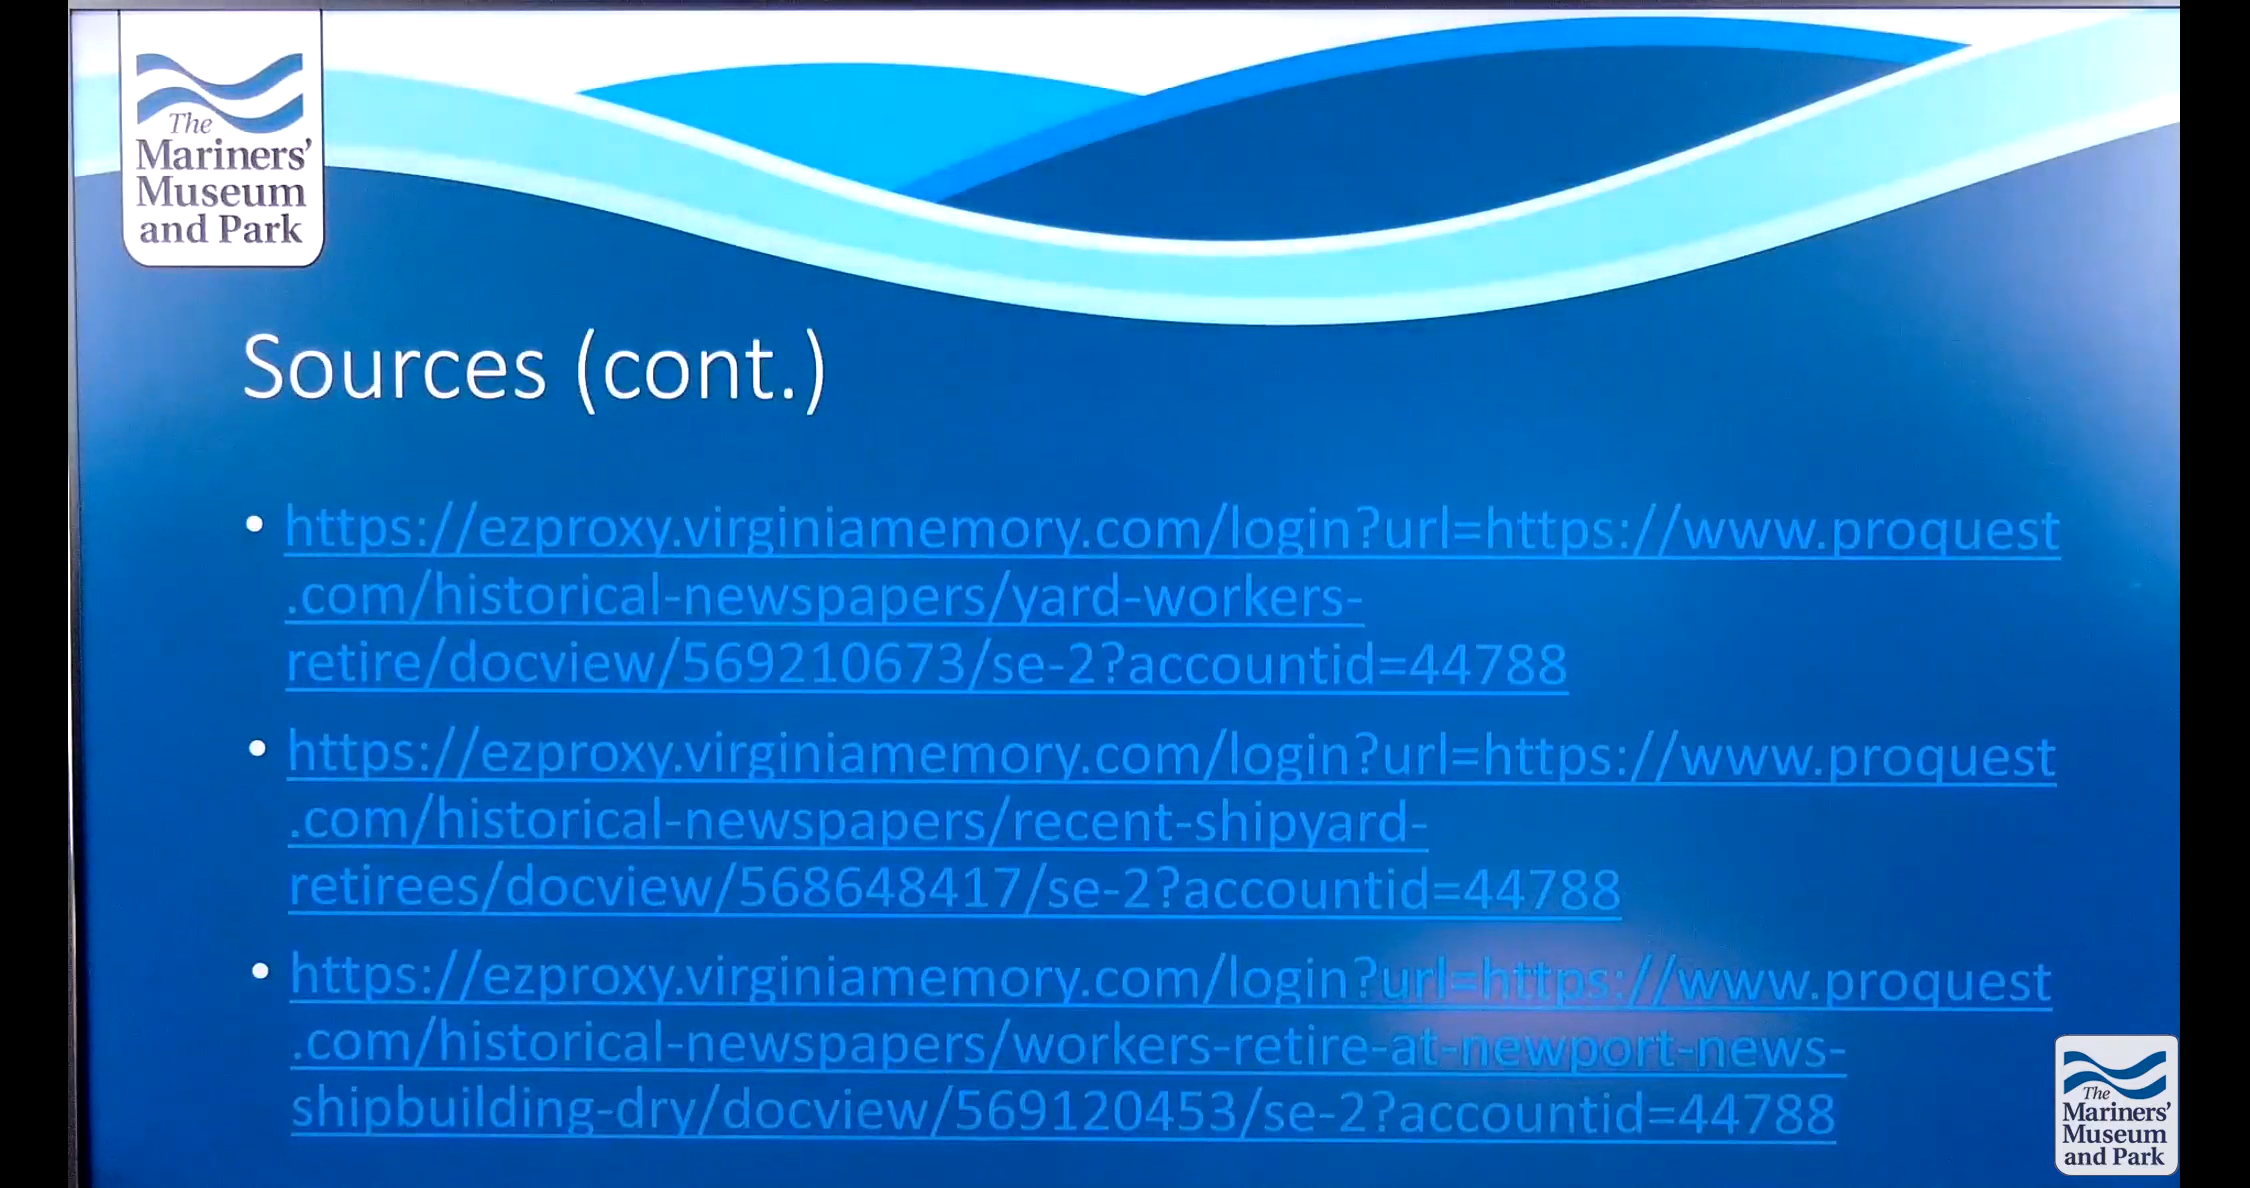 The
Mariners'
Museum
and Park
Sources (cont.)
• https://ezproxy.virginiamemory.com/login?url=https://www.proquest
.com/historical-newspapers/yard-workers-
retire/docview/569210673/se-2?accountid=44788
• https://ezproxy.virginiamemory.com/login?url=https://www.proquest
.com/historical-newspapers/recent-shipyard-
retirees/docview/568648417/se-2?accountid=44788
• https://ezproxy.virginiamemory.com/login?url=https://www.proquest
.com/historical-newspapers/workers-retire-at-newport-news-
shipbuilding-dry/docview/569120453/se-2?accountid=44788
The
Mariners'
Museum
and Park